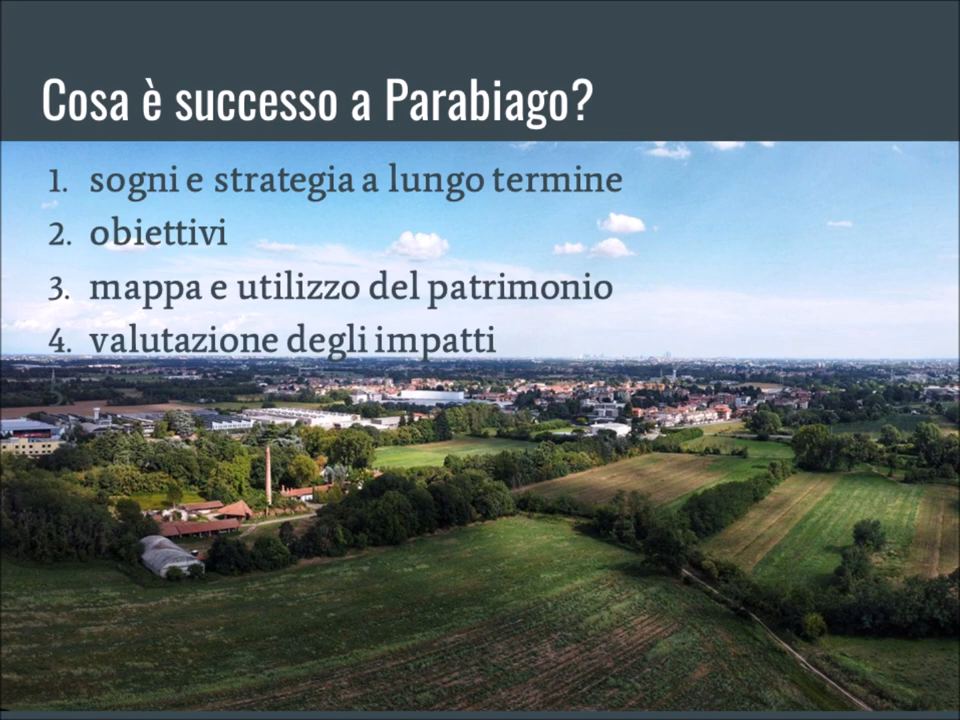 Cosa è successo a Parabiago?
1. sogni e strategia a lungo termine
2. obiettivi
3. mappa e utilizzo del patrimonio
4. valutazione degli impatti